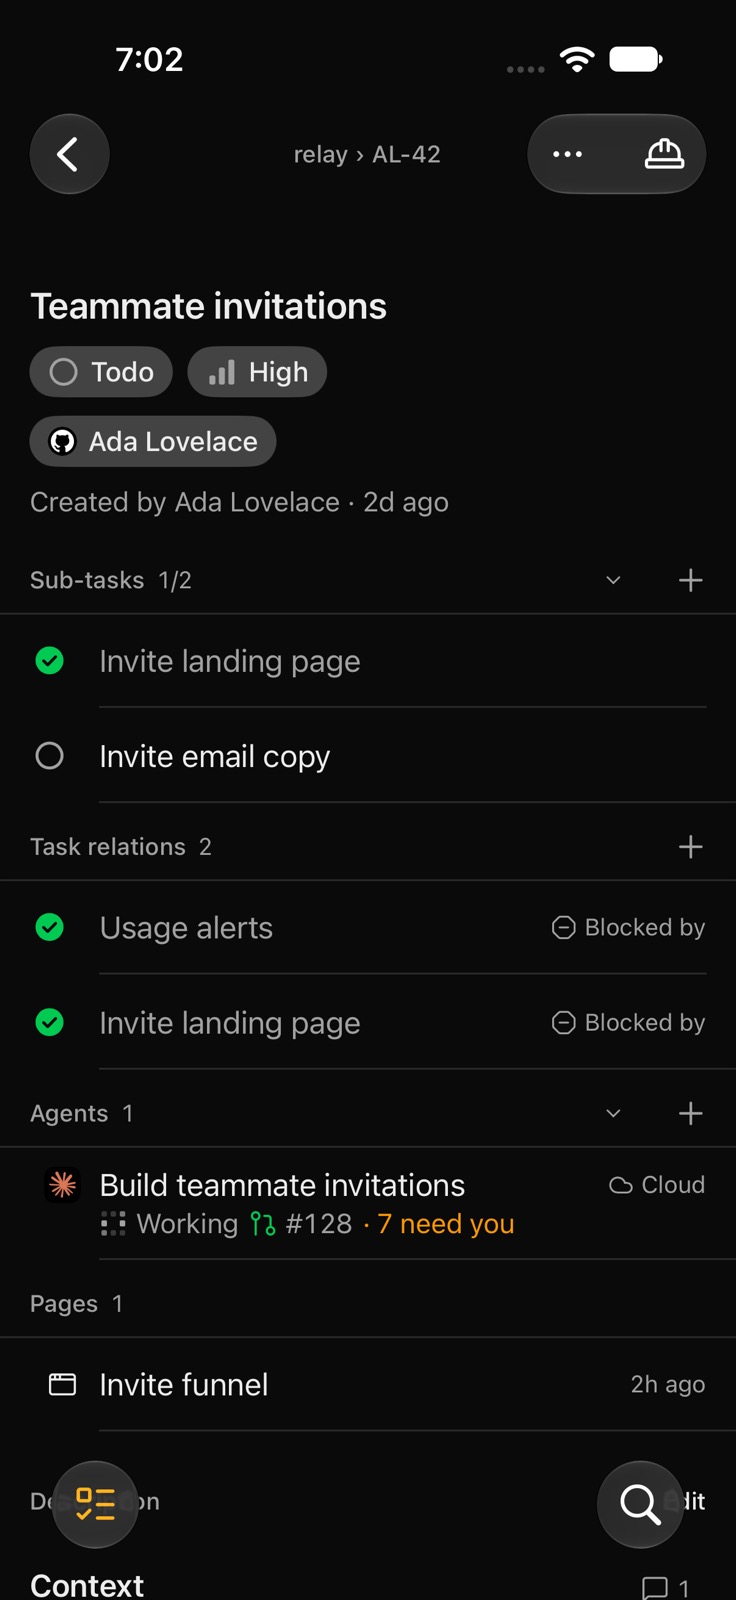 7:02
relay › AL-42
Teammate invitations
Todo
High
Ada Lovelace
Created by Ada Lovelace · 2d ago
Sub-tasks 1/2
Invite landing page
Invite email copy
Task relations 2
Usage alerts
Blocked by
Invite landing page
Blocked by
Agents 1
Build teammate invitations
Cloud
Working #128 · 7 need you
Pages 1
Invite funnel
2h ago
Context
1